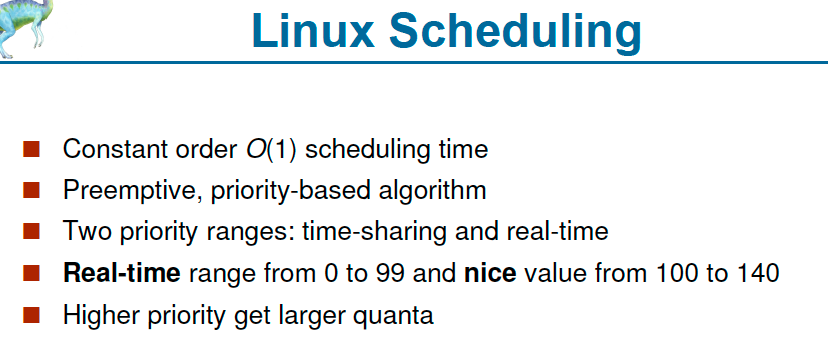 Linux Scheduling
Constant order O(1) scheduling time
Preemptive, priority-based algorithm
Two priority ranges: time-sharing and real-time
Real-time range from 0 to 99 and nice value from 100 to 140
Higher priority get larger quanta